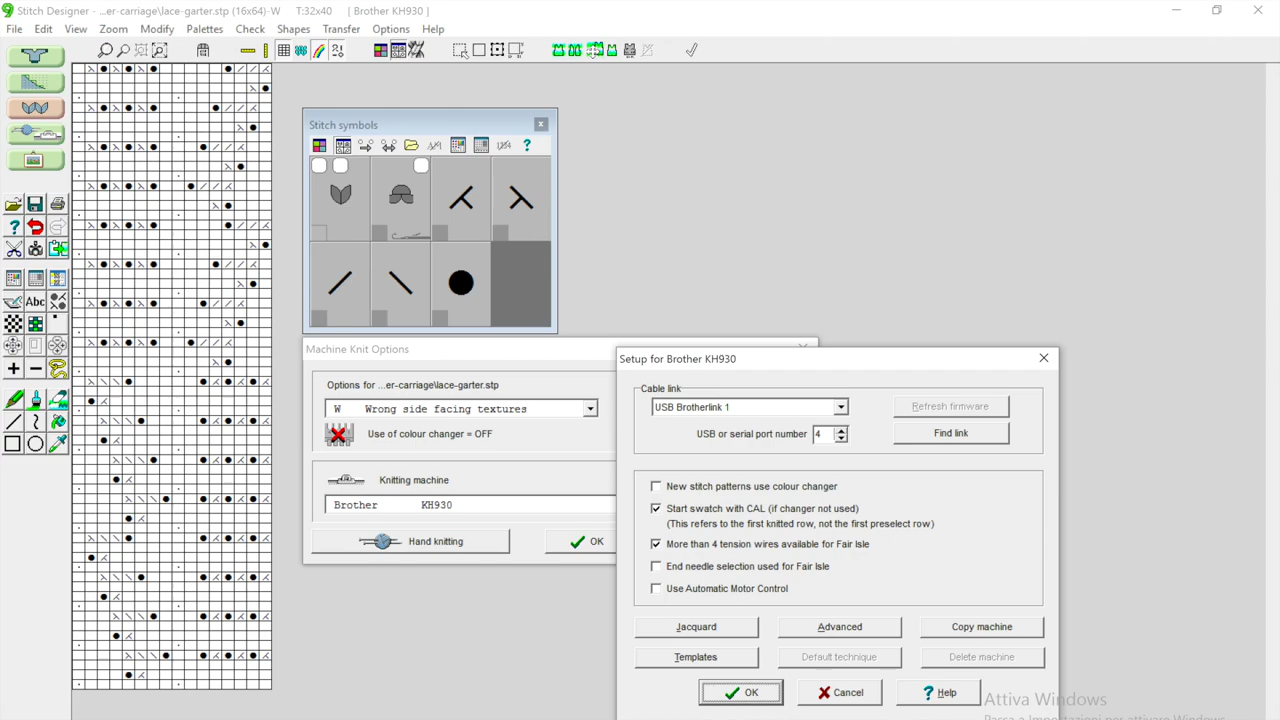 Stitch Designer - ...er-carriage\lace-garter.stp (16x64)-W T:32x40 | Brother KH930 |
File Edit View Zoom Modify Palettes Check Shapes Transfer Options Help
Stitch symbols
Machine Knit Options
Options for ...er-carriage\lace-garter.stp
W Wrong side facing textures
Use of colour changer = OFF
Knitting machine
Brother KH930
Hand knitting
OK
Setup for Brother KH930
Cable link
USB Brotherlink 1
Refresh firmware
USB or serial port number 4
Find link
New stitch patterns use colour changer
Start swatch with CAL (if changer not used)
(This refers to the first knitted row, not the first preselect row)
More than 4 tension wires available for Fair Isle
End needle selection used for Fair Isle
Use Automatic Motor Control
Jacquard Advanced Copy machine
Templates Default technique Delete machine
OK Cancel Help
Abc
Attiva Windows